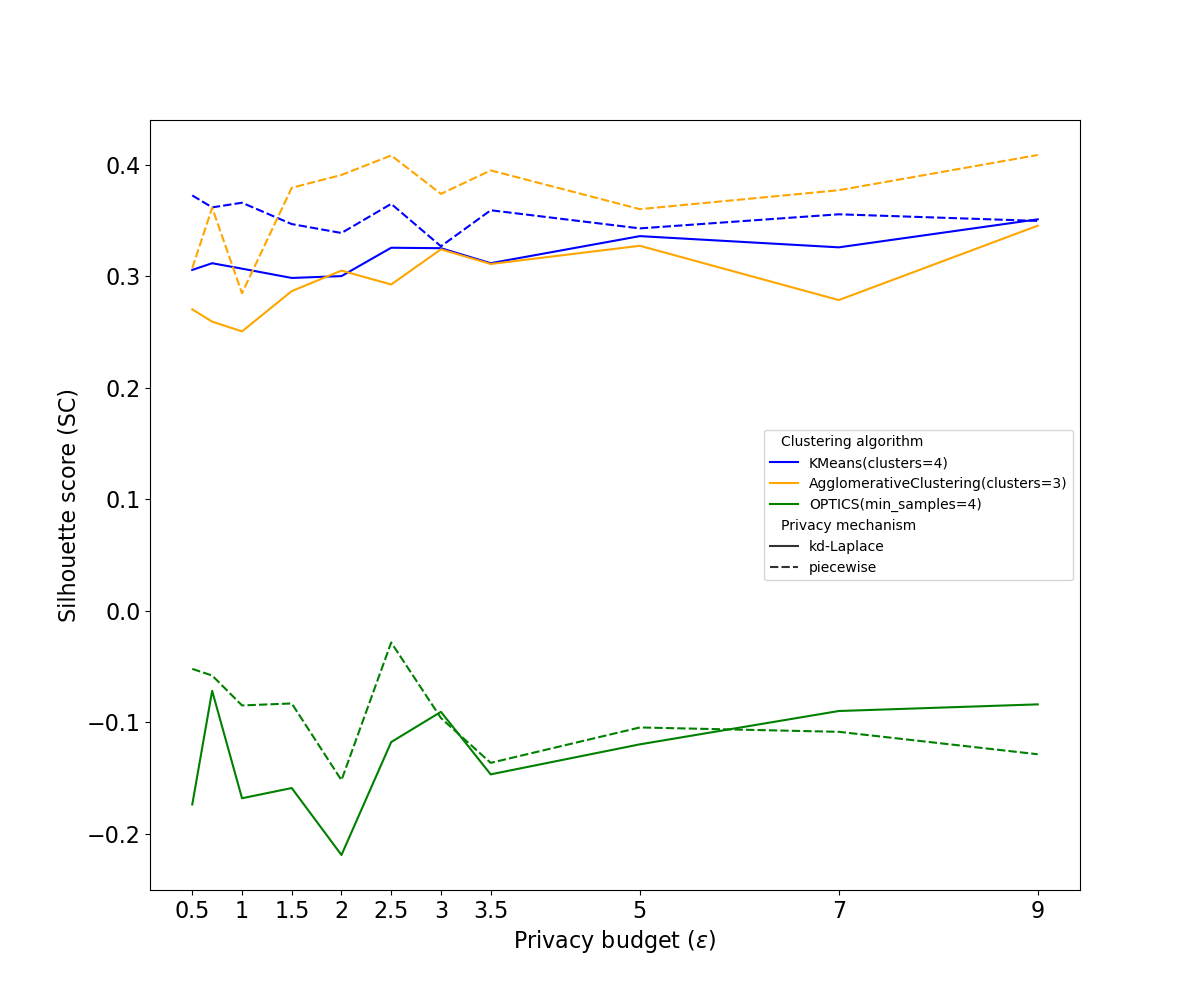 0.4
0.3
0.2
0.1
0.0
−0.1
−0.2
Silhouette score (SC)
Clustering algorithm
KMeans(clusters=4)
AgglomerativeClustering(clusters=3)
OPTICS(min_samples=4)
Privacy mechanism
kd-Laplace
piecewise
0.5 1 1.5 2 2.5 3 3.5 5 7 9
Privacy budget (ε)